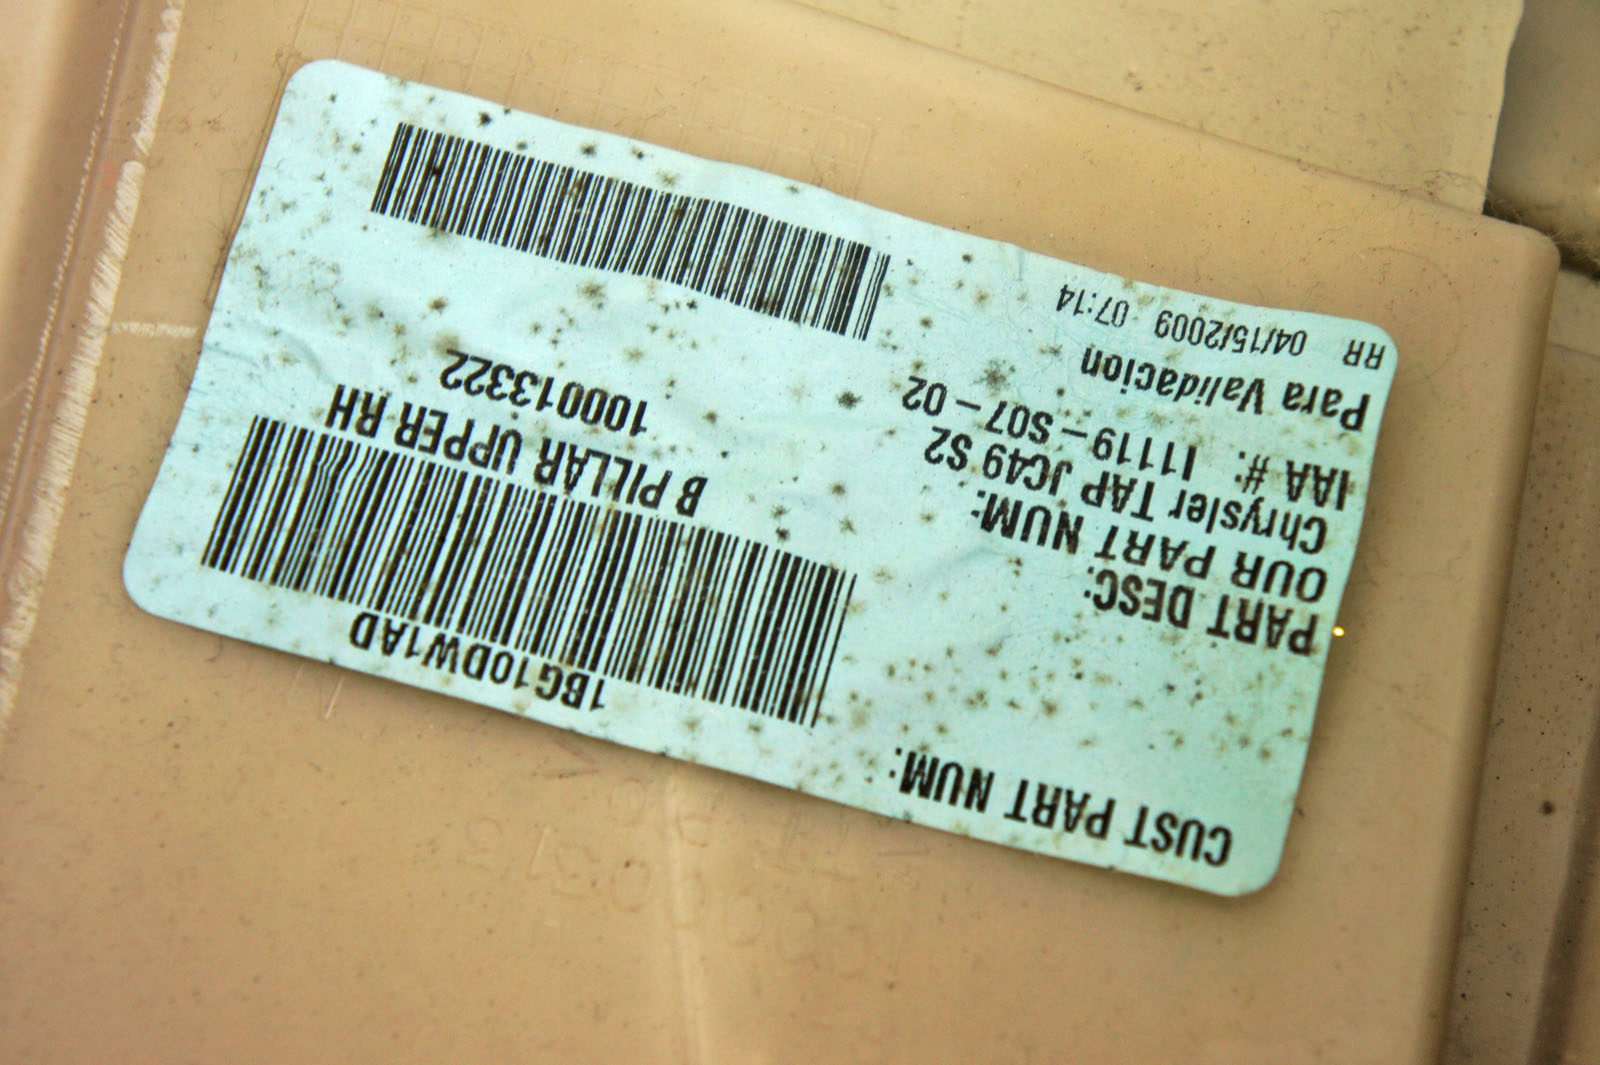 CUST PART NUM:
1BG10DW1AD
PART DESC: B PILLAR UPPER RH
OUR PART NUM: 100013322
Chrysler TAP JC49 S2
IAA #: 11119-S07-02
Para Validacion
RR 04/15/2009 07:14